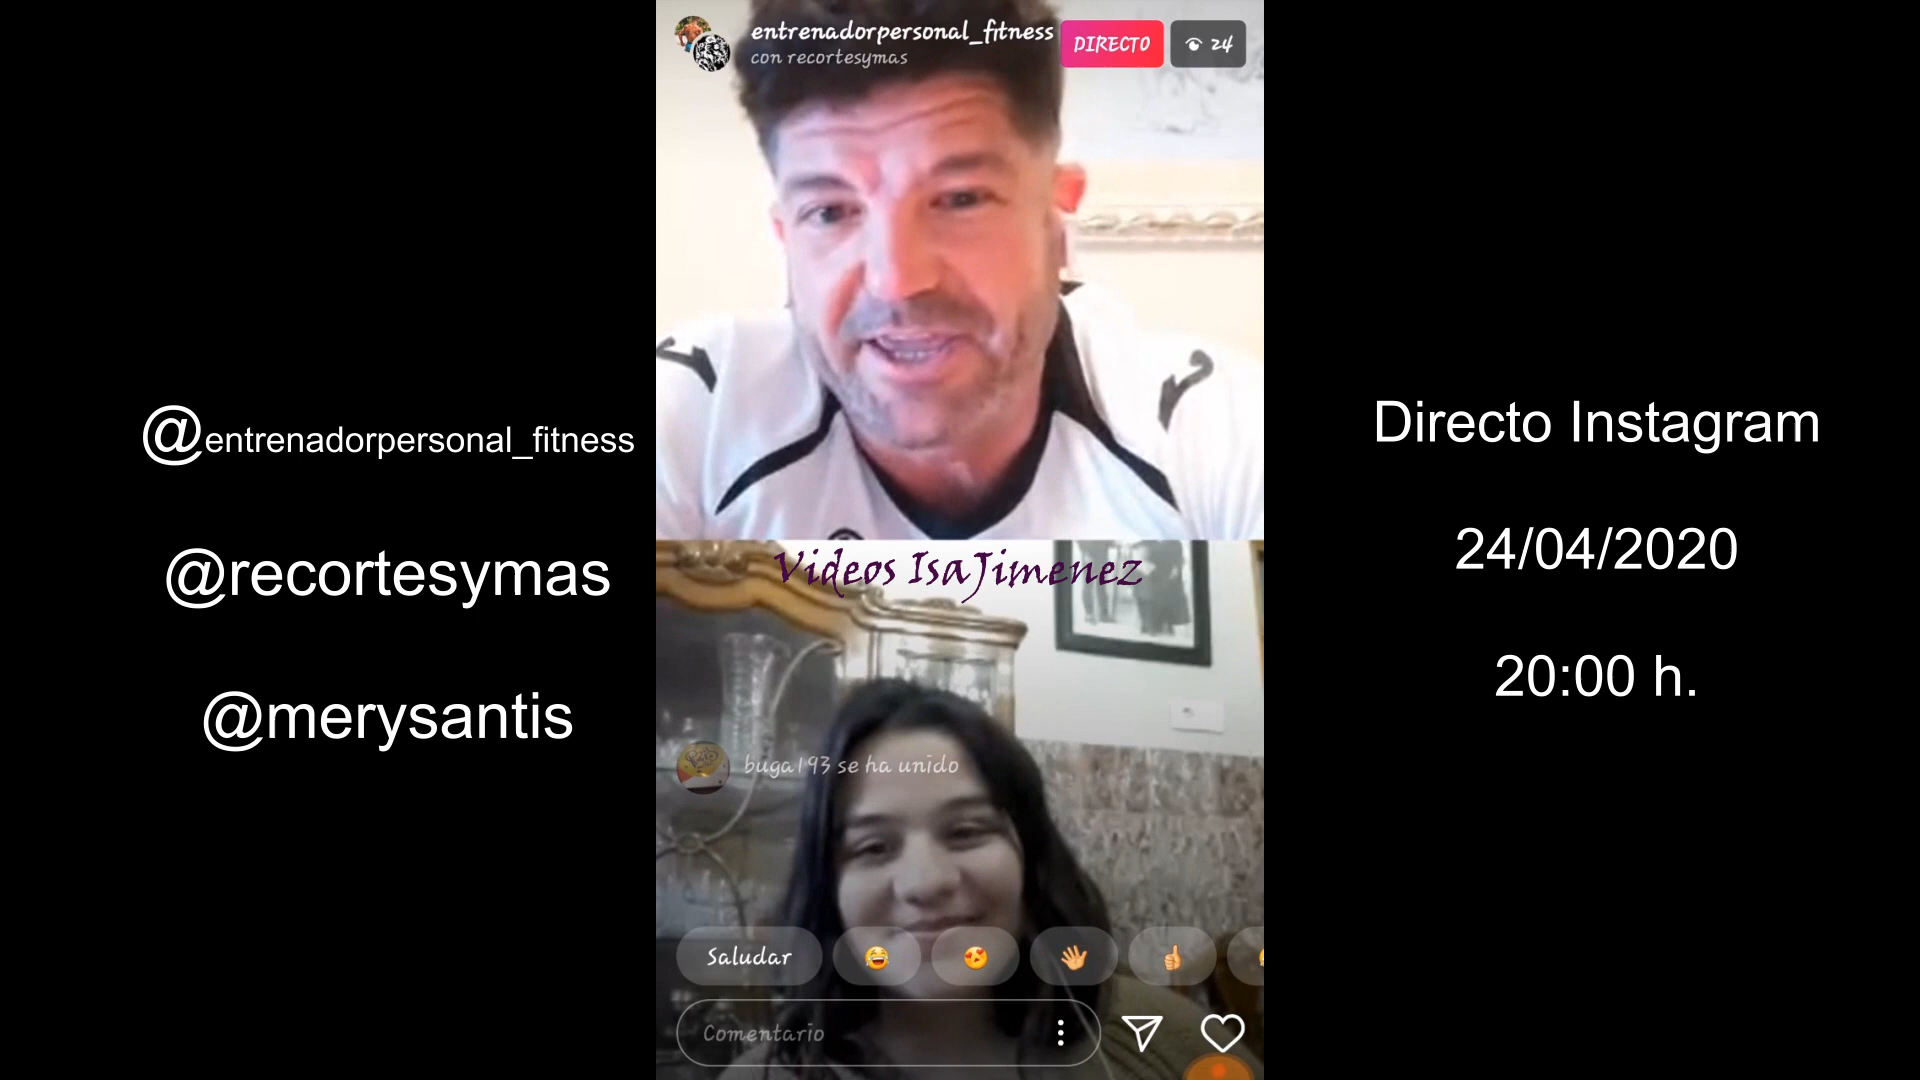 entrenadorpersonal_fitness
con recortesymas
DIRECTO
24
@entrenadorpersonal_fitness
@recortesymas
@merysantis
Directo Instagram
24/04/2020
20:00 h.
Videos IsaJimenez
buga193 se ha unido
Saludar
Comentario